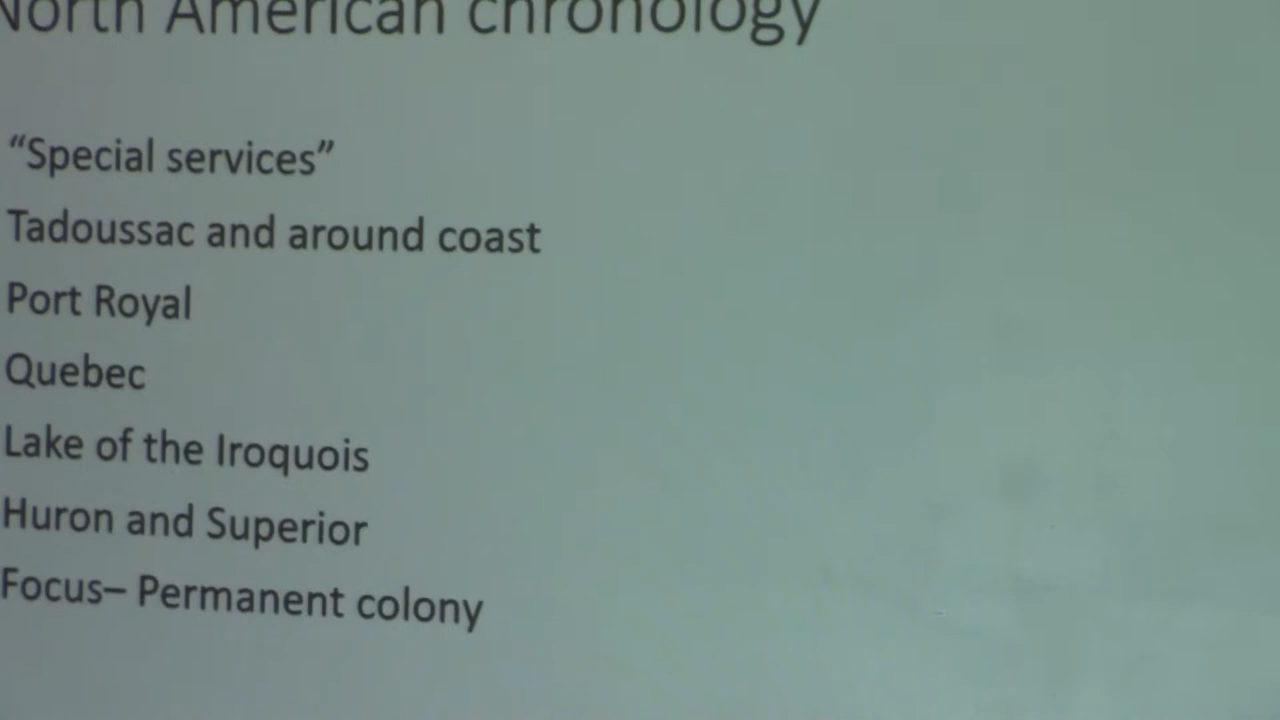 North American chronology
“Special services”
Tadoussac and around coast
Port Royal
Quebec
Lake of the Iroquois
Huron and Superior
Focus– Permanent colony